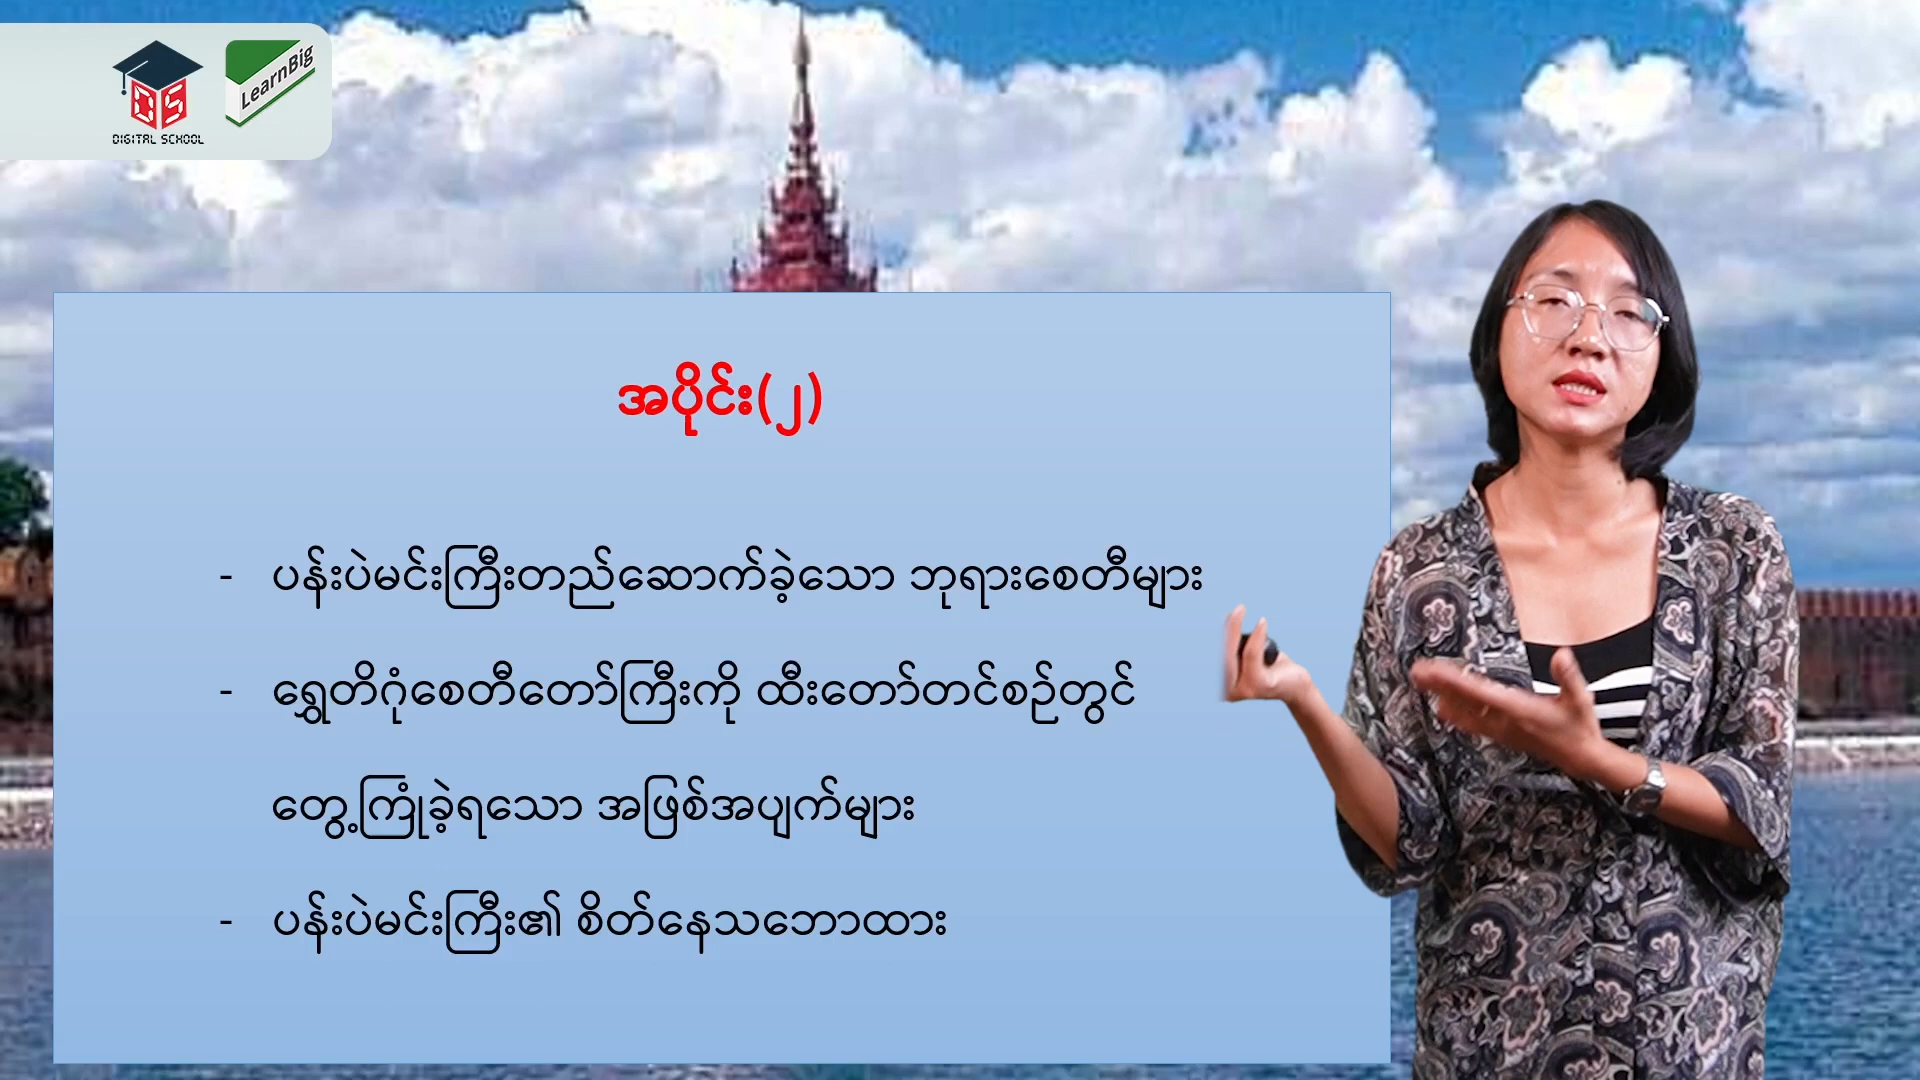 DS
DIGITAL SCHOOL
LearnBig
အပိုင်း(၂)
- ပန်းပဲမင်းကြီးတည်ဆောက်ခဲ့သော ဘုရားစေတီများ
- ရွှေတိဂုံစေတီတော်ကြီးကို ထီးတော်တင်စဉ်တွင်
တွေ့ကြုံခဲ့ရသော အဖြစ်အပျက်များ
- ပန်းပဲမင်းကြီး၏ စိတ်နေသဘောထား